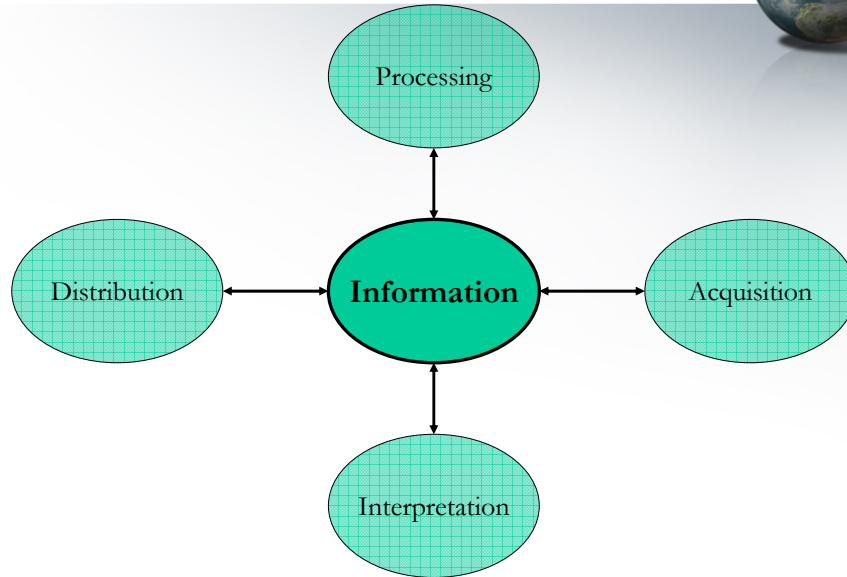 Processing
Distribution
Information
Acquisition
Interpretation